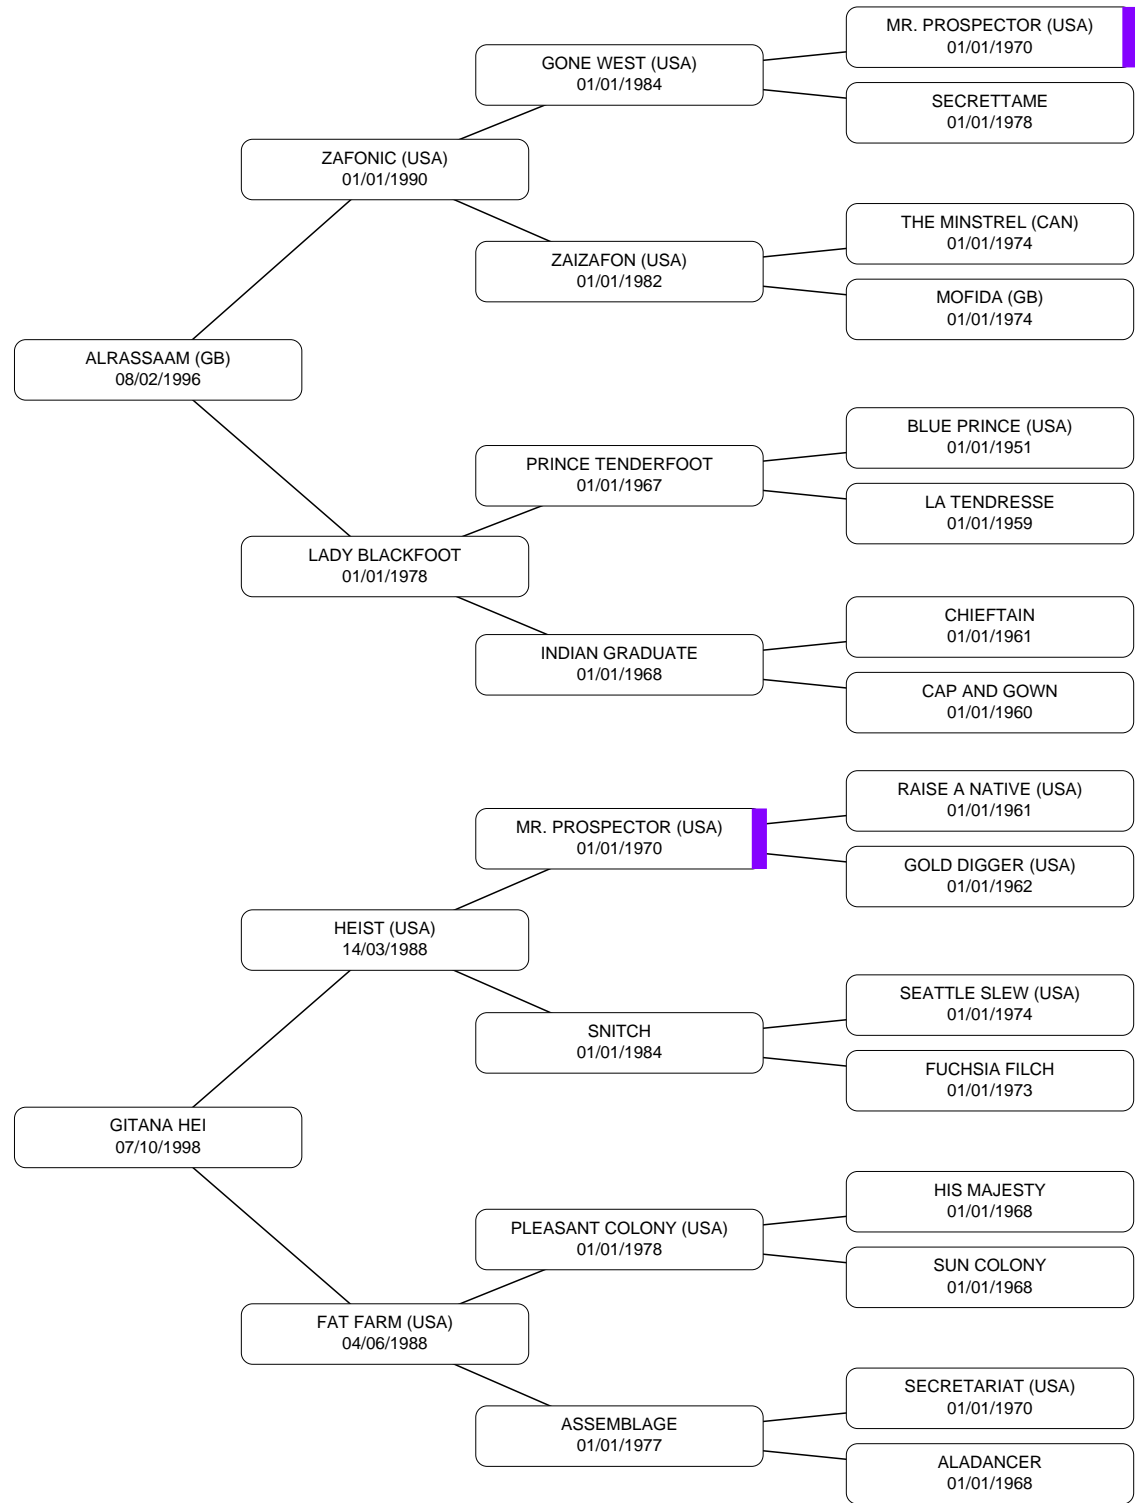 MR. PROSPECTOR (USA)
01/01/1970
GONE WEST (USA)
01/01/1984
SECRETTAME
01/01/1978
ZAFONIC (USA)
01/01/1990
THE MINSTREL (CAN)
01/01/1974
ZAIZAFON (USA)
01/01/1982
MOFIDA (GB)
01/01/1974
ALRASSAAM (GB)
08/02/1996
BLUE PRINCE (USA)
01/01/1951
PRINCE TENDERFOOT
01/01/1967
LA TENDRESSE
01/01/1959
LADY BLACKFOOT
01/01/1978
CHIEFTAIN
01/01/1961
INDIAN GRADUATE
01/01/1968
CAP AND GOWN
01/01/1960
RAISE A NATIVE (USA)
01/01/1961
MR. PROSPECTOR (USA)
01/01/1970
GOLD DIGGER (USA)
01/01/1962
HEIST (USA)
14/03/1988
SEATTLE SLEW (USA)
01/01/1974
SNITCH
01/01/1984
FUCHSIA FILCH
01/01/1973
GITANA HEI
07/10/1998
HIS MAJESTY
01/01/1968
PLEASANT COLONY (USA)
01/01/1978
SUN COLONY
01/01/1968
FAT FARM (USA)
04/06/1988
SECRETARIAT (USA)
01/01/1970
ASSEMBLAGE
01/01/1977
ALADANCER
01/01/1968